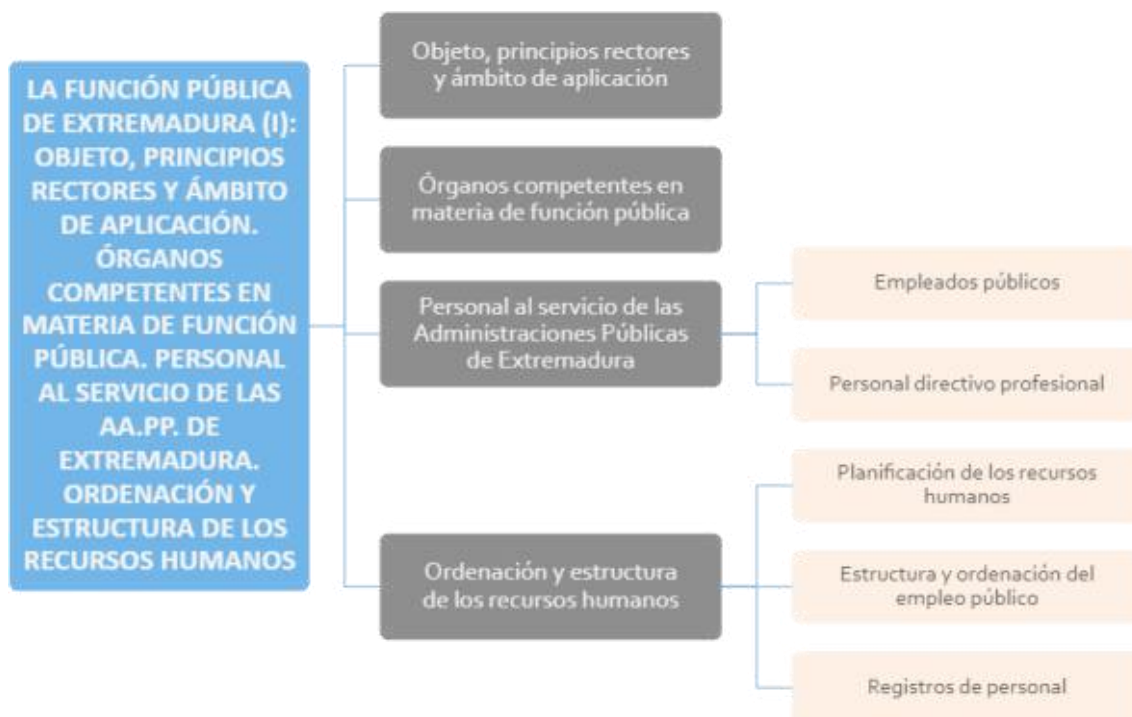 LA FUNCIÓN PÚBLICA
DE EXTREMADURA (I):
OBJETO, PRINCIPIOS
RECTORES Y ÁMBITO
DE APLICACIÓN.
ÓRGANOS
COMPETENTES EN
MATERIA DE FUNCIÓN
PÚBLICA. PERSONAL
AL SERVICIO DE LAS
AA.PP. DE
EXTREMADURA.
ORDENACIÓN Y
ESTRUCTURA DE LOS
RECURSOS HUMANOS
Objeto, principios rectores
y ámbito de aplicación
Órganos competentes en
materia de función pública
Personal al servicio de las
Administraciones Públicas
de Extremadura
Empleados públicos
Personal directivo profesional
Ordenación y estructura
de los recursos humanos
Planificación de los recursos
humanos
Estructura y ordenación del
empleo público
Registros de personal